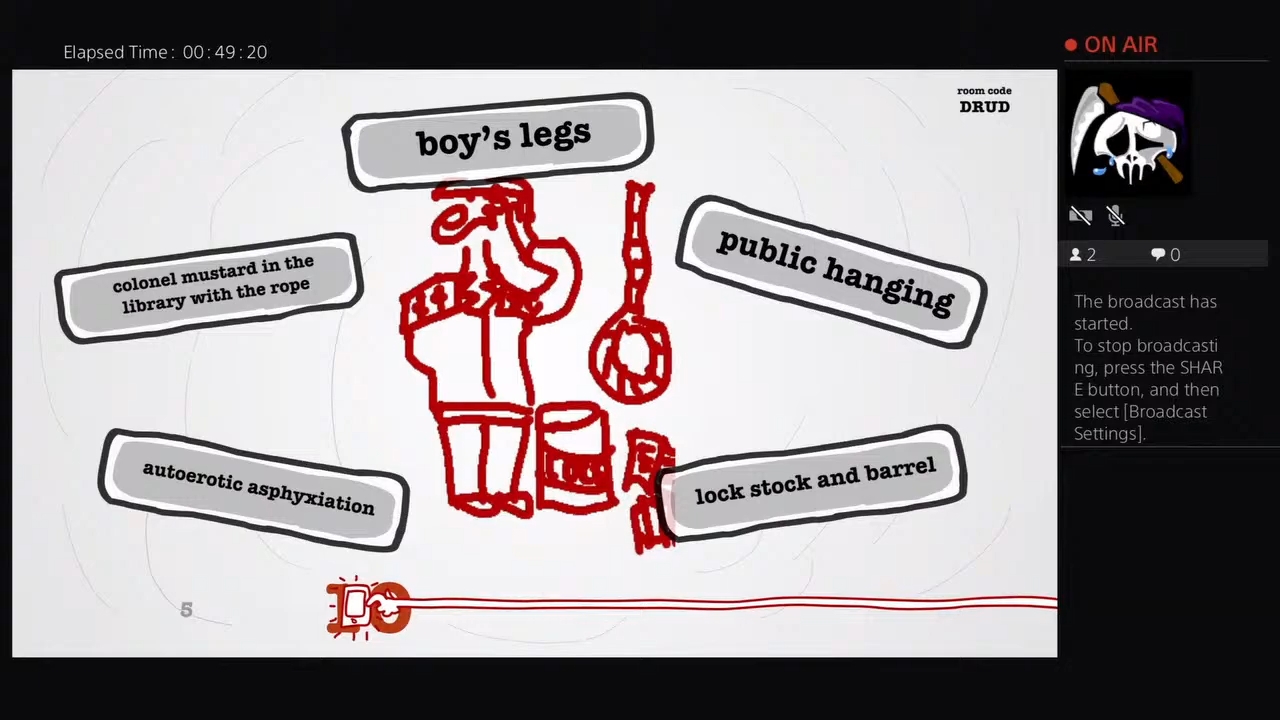 Elapsed Time: 00:49:20
ON AIR
room code
DRUD
boy's legs
public hanging
colonel mustard in the
library with the rope
autoerotic asphyxiation
lock stock and barrel
5
2
0
The broadcast has
started.
To stop broadcasti
ng, press the SHAR
E button, and then
select [Broadcast
Settings].